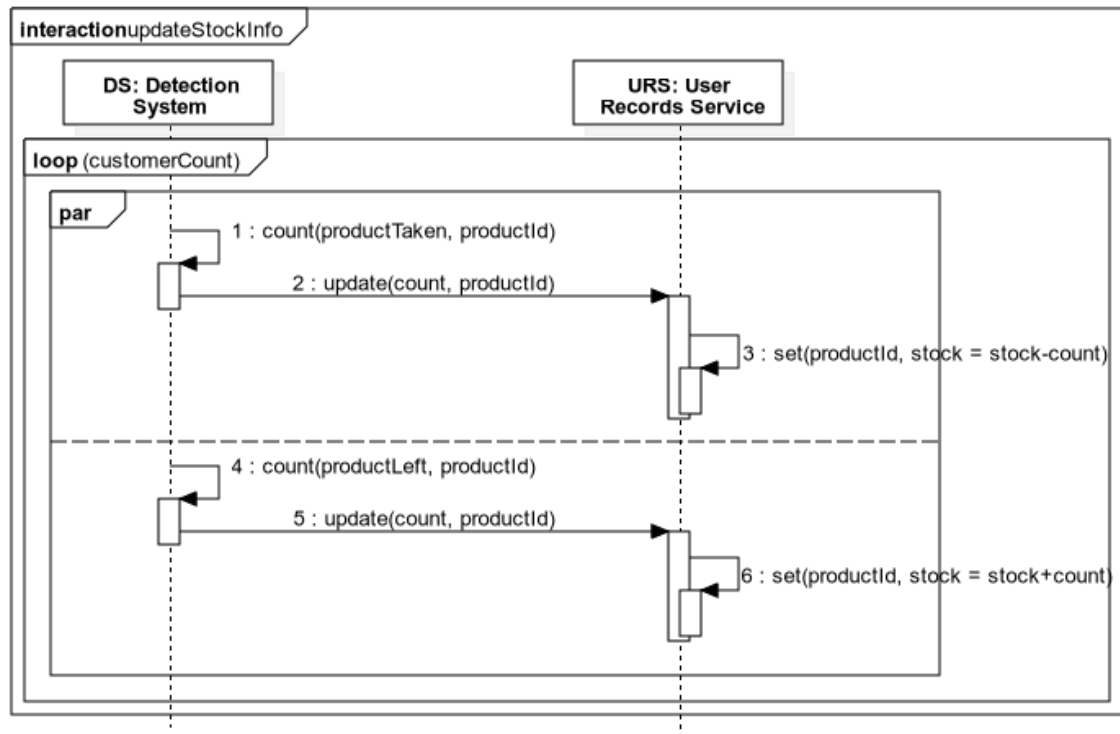 interactionupdateStockInfo
DS: Detection
System
URS: User
Records Service
loop (customerCount)
par
1 : count(productTaken, productId)
2 : update(count, productId)
3 : set(productId, stock = stock-count)
4 : count(productLeft, productId)
5 : update(count, productId)
6 : set(productId, stock = stock+count)